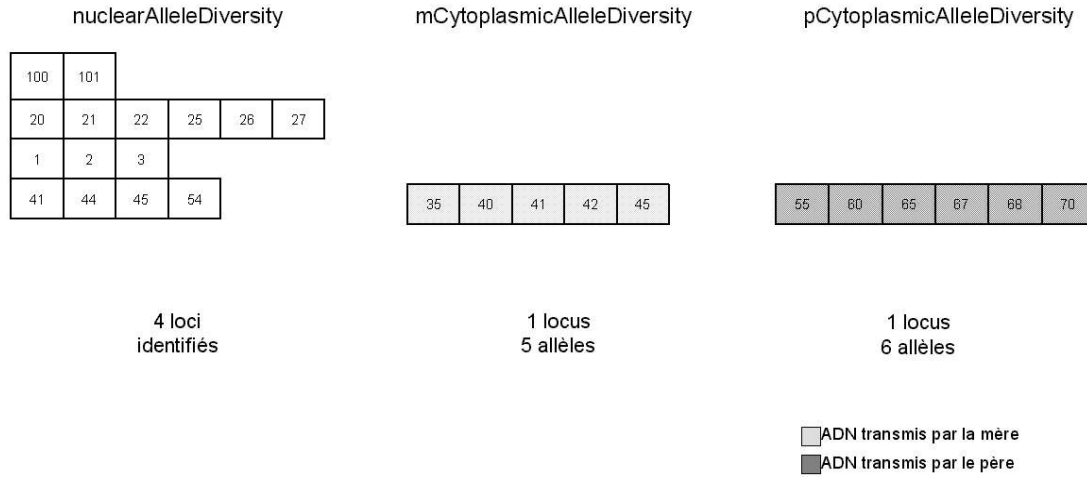 nuclearAlleleDiversity mCytoplasmicAlleleDiversity pCytoplasmicAlleleDiversity
100 101
20 21 22 25 26 27
1 2 3
41 44 45 54
35 40 41 42 45
55 60 65 67 68 70
4 loci
identifiés
1 locus
5 allèles
1 locus
6 allèles
ADN transmis par la mère
ADN transmis par le père